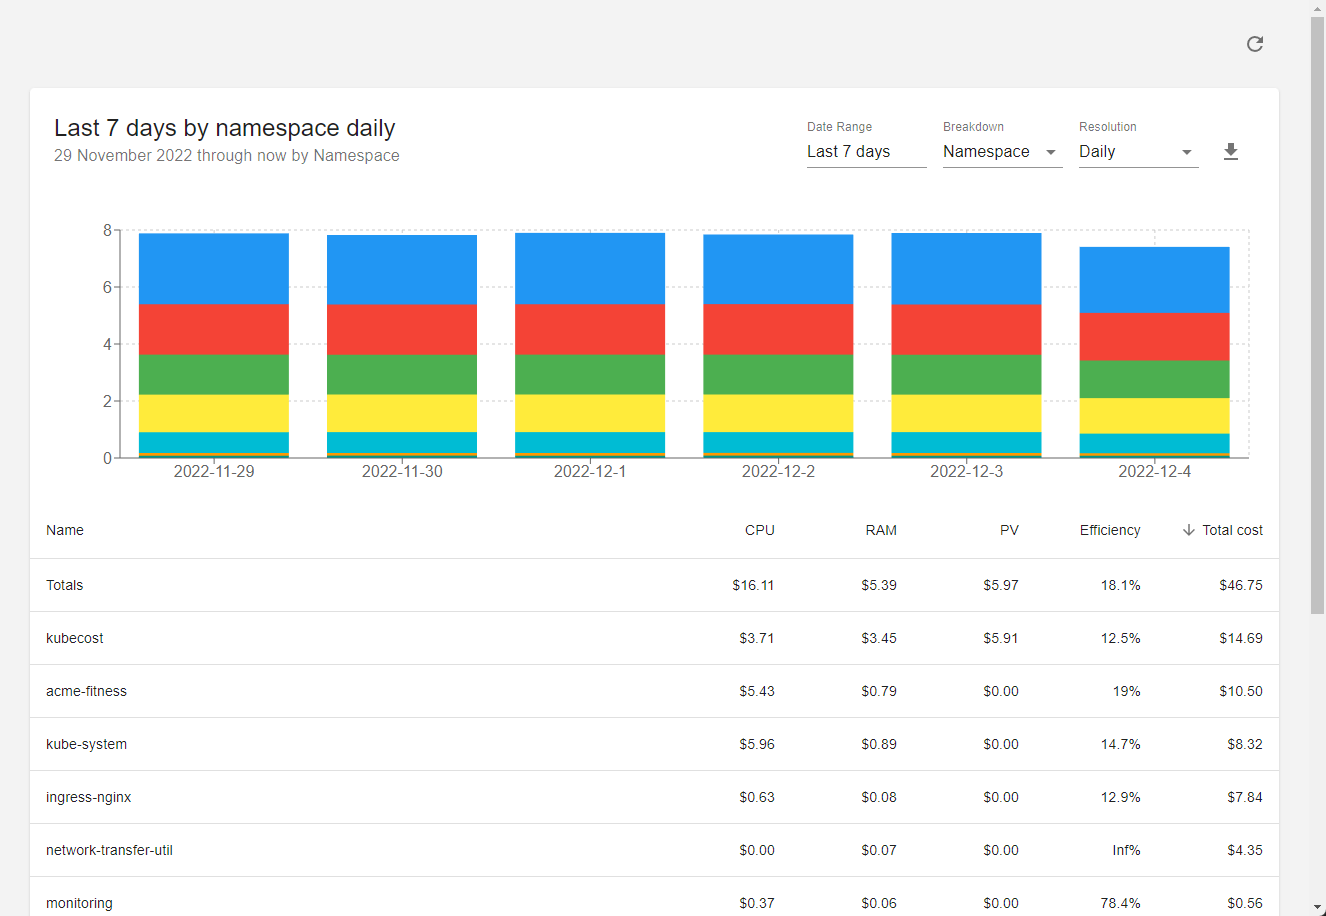 Last 7 days by namespace daily
29 November 2022 through now by Namespace
Date Range Breakdown Resolution
Last 7 days Namespace Daily
8
6
4
2
0
2022-11-29 2022-11-30 2022-12-1 2022-12-2 2022-12-3 2022-12-4
Name CPU RAM PV Efficiency Total cost
Totals $16.11 $5.39 $5.97 18.1% $46.75
kubecost $3.71 $3.45 $5.91 12.5% $14.69
acme-fitness $5.43 $0.79 $0.00 19% $10.50
kube-system $5.96 $0.89 $0.00 14.7% $8.32
ingress-nginx $0.63 $0.08 $0.00 12.9% $7.84
network-transfer-util $0.00 $0.07 $0.00 Inf% $4.35
monitoring $0.37 $0.06 $0.00 78.4% $0.56